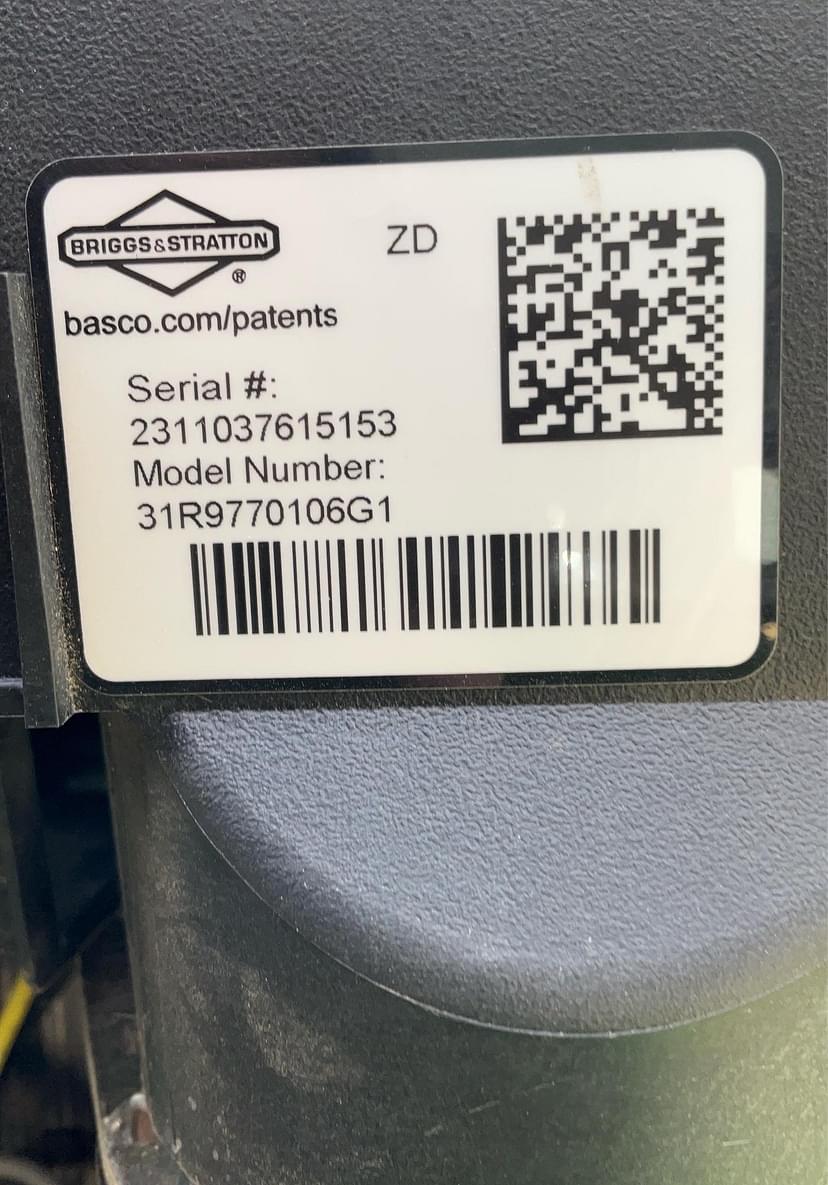 BRIGGS&STRATTON
®
ZD
basco.com/patents
Serial #:
2311037615153
Model Number:
31R9770106G1